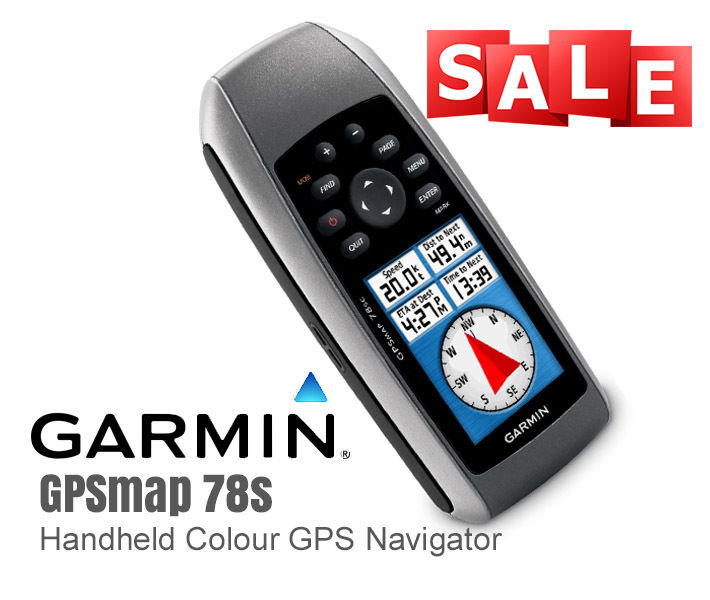 SALE
MOB
+
−
PAGE
FIND
MENU
ENTER
MARK
QUIT
Speed
20.0 k t
Dist to Next
49.4 n m
ETA at Dest
4:27 P M
Time to Next
13:39
N
NE
E
SE
S
SW
W
NW
GPSMAP 78sc
GARMIN
GARMIN®
GPSmap 78s
Handheld Colour GPS Navigator